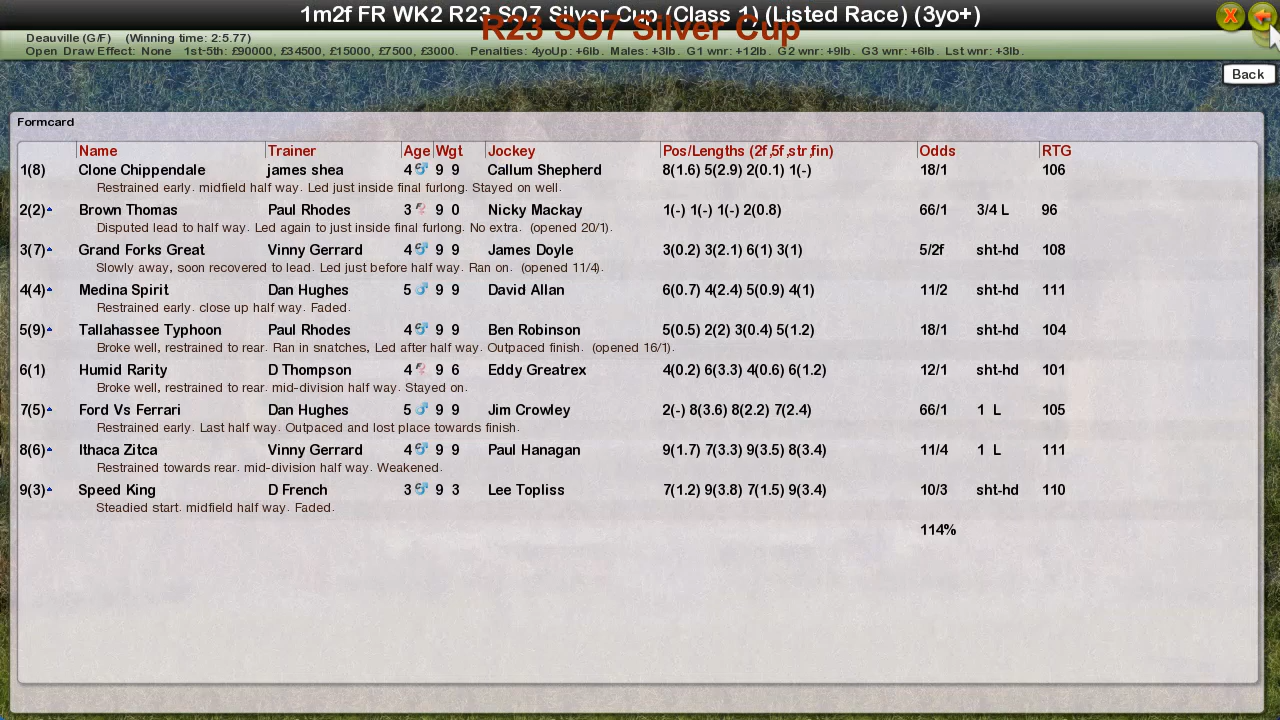 1m2f FR WK2 R23 SO7 Silver Cup (Class 1) (Listed Race) (3yo+)
R23 SO7 Silver Cup
Deauville (G/F) (Winning time: 2:5.77)
Open Draw Effect: None 1st-5th: £90000, £34500, £15000, £7500, £3000. Penalties: 4yoUp: +6lb. Males: +3lb. G1 wnr: +12lb. G2 wnr: +9lb. G3 wnr: +6lb. Lst wnr: +3lb.
Back
Formcard
Name Trainer Age Wgt Jockey Pos/Lengths (2f,5f,str,fin) Odds RTG
1(8) Clone Chippendale james shea 4 9 9 Callum Shepherd 8(1.6) 5(2.9) 2(0.1) 1(-) 18/1 106
Restrained early. midfield half way. Led just inside final furlong. Stayed on well.
2(2) Brown Thomas Paul Rhodes 3 9 0 Nicky Mackay 1(-) 1(-) 1(-) 2(0.8) 66/1 3/4 L 96
Disputed lead to half way. Led again to just inside final furlong. No extra. (opened 20/1).
3(7) Grand Forks Great Vinny Gerrard 4 9 9 James Doyle 3(0.2) 3(2.1) 6(1) 3(1) 5/2f sht-hd 108
Slowly away, soon recovered to lead. Led just before half way. Ran on. (opened 11/4).
4(4) Medina Spirit Dan Hughes 5 9 9 David Allan 6(0.7) 4(2.4) 5(0.9) 4(1) 11/2 sht-hd 111
Restrained early. close up half way. Faded.
5(9) Tallahassee Typhoon Paul Rhodes 4 9 9 Ben Robinson 5(0.5) 2(2) 3(0.4) 5(1.2) 18/1 sht-hd 104
Broke well, restrained to rear. Ran in snatches, Led after half way. Outpaced finish. (opened 16/1).
6(1) Humid Rarity D Thompson 4 9 6 Eddy Greatrex 4(0.2) 6(3.3) 4(0.6) 6(1.2) 12/1 sht-hd 101
Broke well, restrained to rear. mid-division half way. Stayed on.
7(5) Ford Vs Ferrari Dan Hughes 5 9 9 Jim Crowley 2(-) 8(3.6) 8(2.2) 7(2.4) 66/1 1 L 105
Restrained early. Last half way. Outpaced and lost place towards finish.
8(6) Ithaca Zitca Vinny Gerrard 4 9 9 Paul Hanagan 9(1.7) 7(3.3) 9(3.5) 8(3.4) 11/4 1 L 111
Restrained towards rear. mid-division half way. Weakened.
9(3) Speed King D French 3 9 3 Lee Topliss 7(1.2) 9(3.8) 7(1.5) 9(3.4) 10/3 sht-hd 110
Steadied start. midfield half way. Faded.
114%